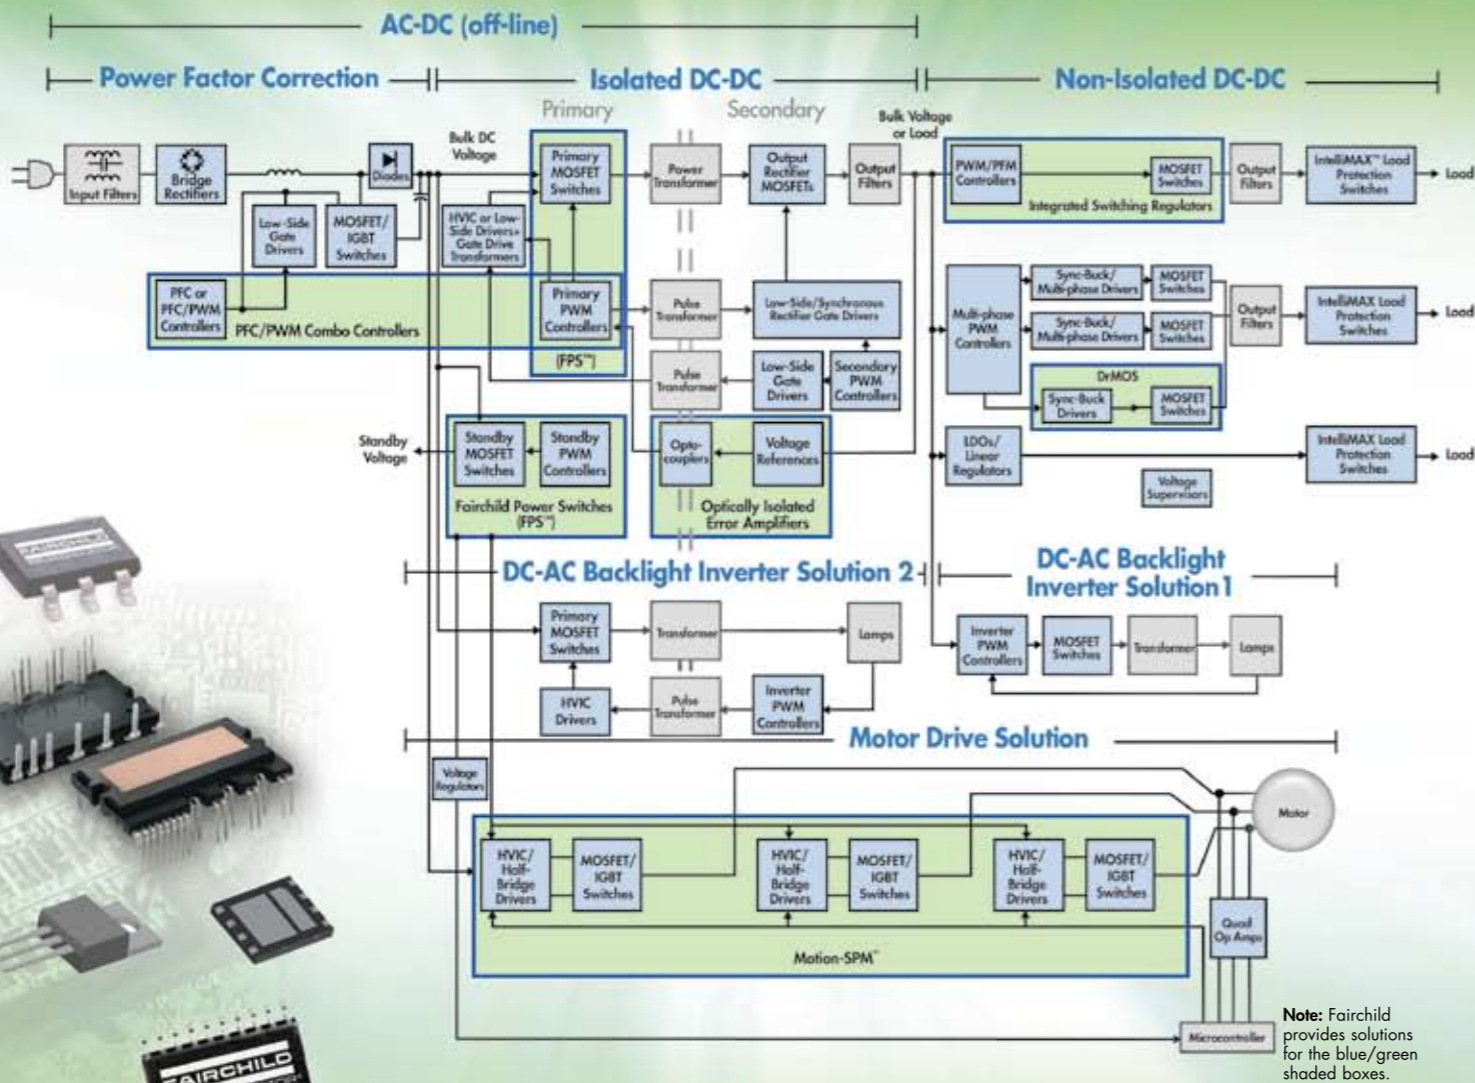 AC-DC (off-line)
Power Factor Correction
Isolated DC-DC
Non-Isolated DC-DC
Primary
Secondary
Bulk DC
Voltage
Bulk Voltage
or Load
Input Filters
Bridge
Rectifiers
Diodes
Low-Side
Gate
Drivers
MOSFET/
IGBT
Switches
HVIC or Low-
Side Drivers+
Gate Drive
Transformers
Primary
MOSFET
Switches
Power
Transformer
Output
Rectifier
MOSFETs
Output
Filters
PWM/PFM
Controllers
MOSFET
Switches
Integrated Switching Regulators
Output
Filters
IntelliMAX™ Load
Protection
Switches
Load
PFC or
PFC/PWM
Controllers
PFC/PWM Combo Controllers
Primary
PWM
Controllers
(FPS™)
Pulse
Transformer
Low-Side/Synchronous
Rectifier Gate Drivers
Pulse
Transformer
Low-Side
Gate
Drivers
Secondary
PWM
Controllers
Multi-phase
PWM
Controllers
Sync-Buck/
Multi-phase Drivers
MOSFET
Switches
Sync-Buck/
Multi-phase Drivers
MOSFET
Switches
Output
Filters
IntelliMAX Load
Protection
Switches
Load
DrMOS
Sync-Buck
Drivers
MOSFET
Switches
Standby
Voltage
Standby
MOSFET
Switches
Standby
PWM
Controllers
Fairchild Power Switches
(FPS™)
Opto-
couplers
Voltage
References
Optically Isolated
Error Amplifiers
LDOs/
Linear
Regulators
Voltage
Supervisors
IntelliMAX Load
Protection
Switches
Load
DC-AC Backlight Inverter Solution 2
DC-AC Backlight
Inverter Solution1
Primary
MOSFET
Switches
Transformer
Lamps
HVIC
Drivers
Pulse
Transformer
Inverter
PWM
Controllers
Inverter
PWM
Controllers
MOSFET
Switches
Transformer
Lamps
Motor Drive Solution
Voltage
Regulators
HVIC/
Half-
Bridge
Drivers
MOSFET/
IGBT
Switches
HVIC/
Half-
Bridge
Drivers
MOSFET/
IGBT
Switches
HVIC/
Half-
Bridge
Drivers
MOSFET/
IGBT
Switches
Motion-SPM™
Motor
Quad
Op Amps
Microcontroller
Note: Fairchild
provides solutions
for the blue/green
shaded boxes.
FAIRCHILD
FAIRCHILD